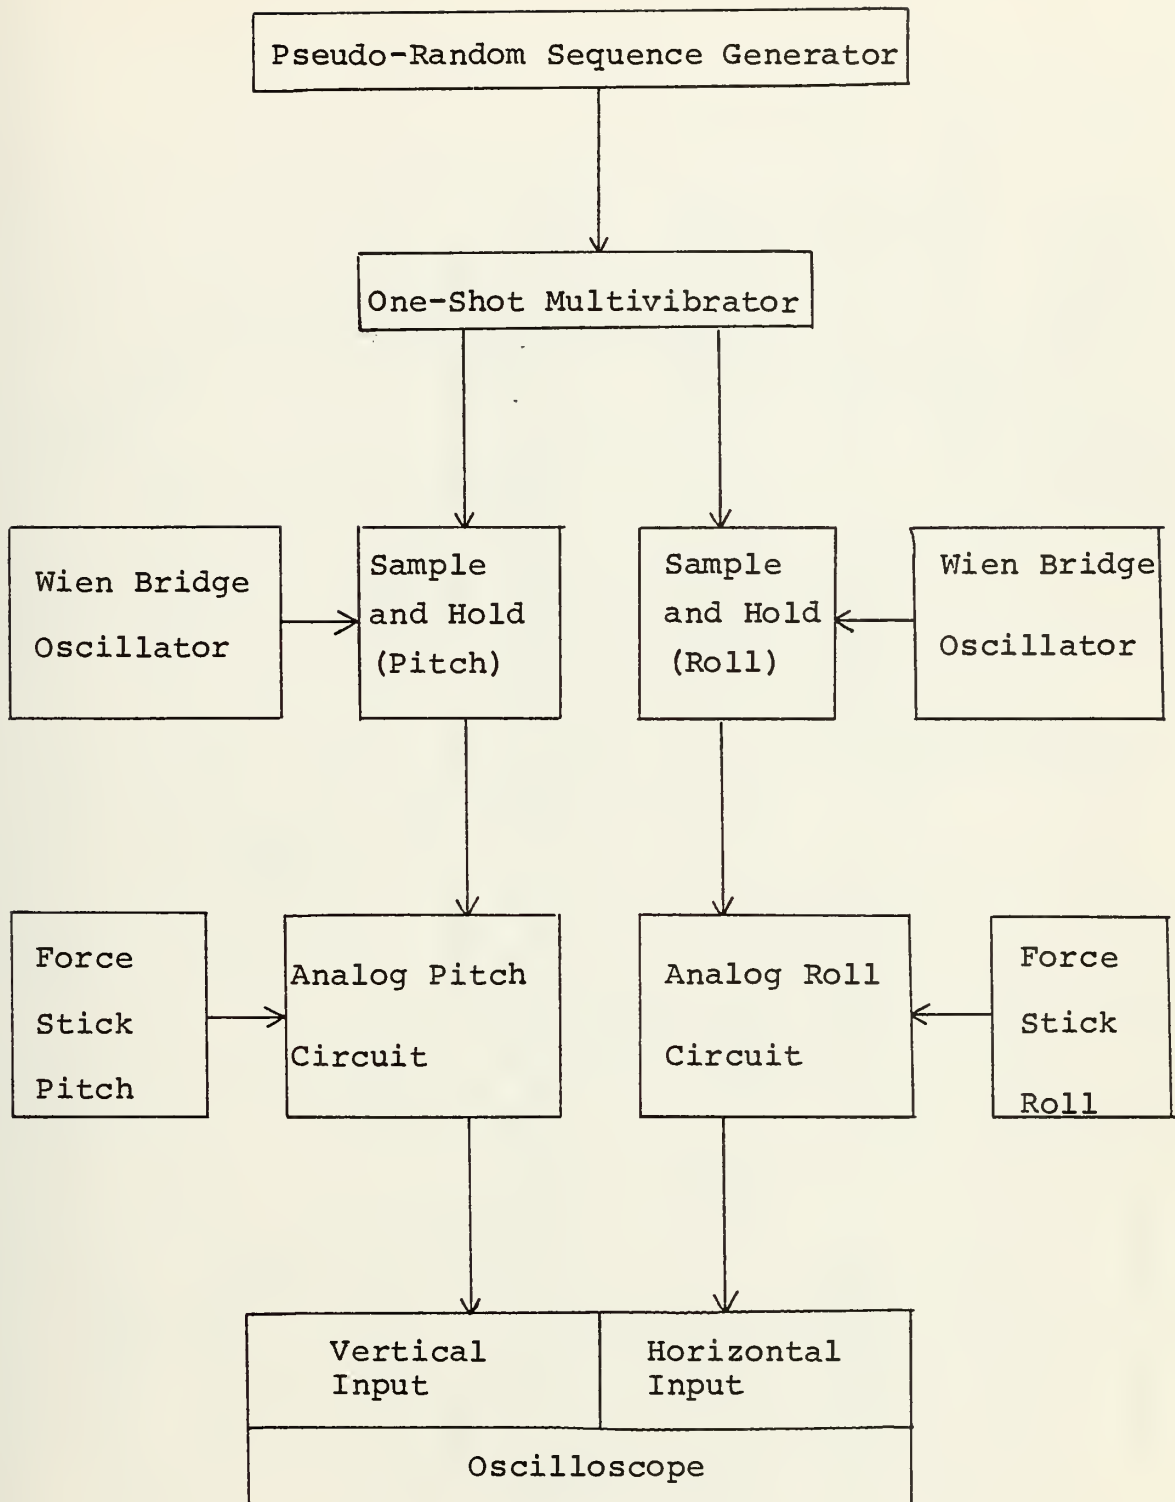 Pseudo-Random Sequence Generator
One-Shot Multivibrator
Wien Bridge
Oscillator
Sample
and Hold
(Pitch)
Sample
and Hold
(Roll)
Wien Bridge
Oscillator
Force
Stick
Pitch
Analog Pitch
Circuit
Analog Roll
Circuit
Force
Stick
Roll
Vertical
Input
Horizontal
Input
Oscilloscope